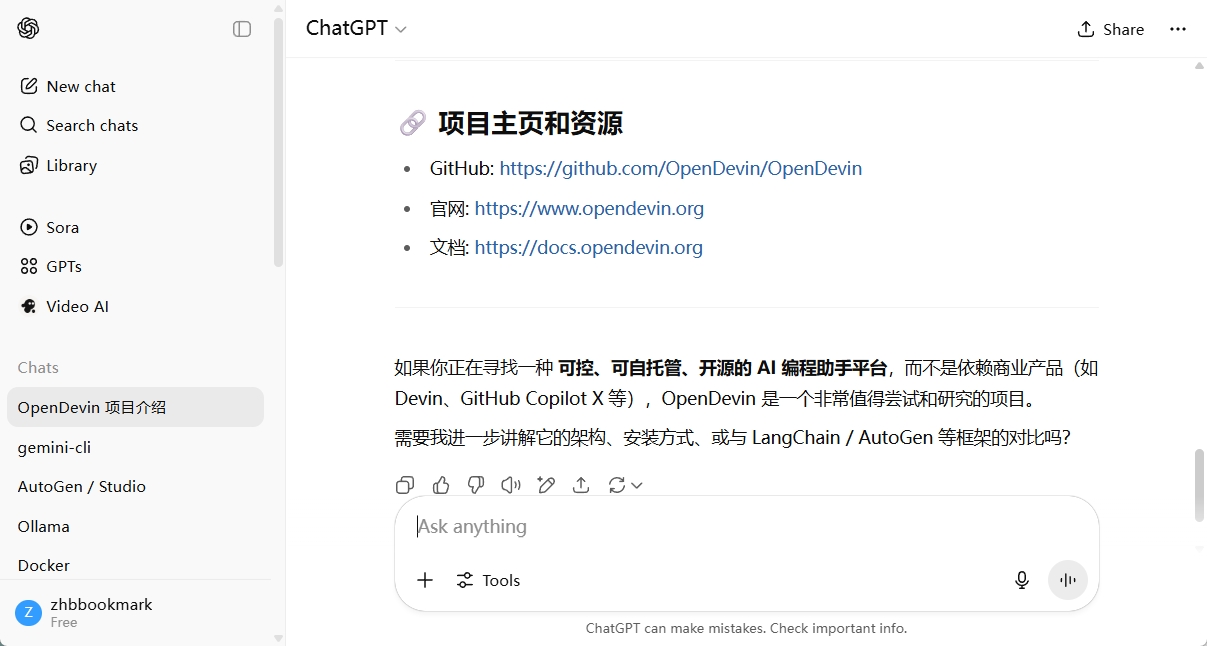 ChatGPT
Share
New chat
Search chats
Library
Sora
GPTs
Video AI
Chats
OpenDevin 项目介绍
gemini-cli
AutoGen / Studio
Ollama
Docker
Z
zhbbookmark
Free
项目主页和资源
GitHub: https://github.com/OpenDevin/OpenDevin
官网: https://www.opendevin.org
文档: https://docs.opendevin.org
如果你正在寻找一种 可控、可自托管、开源的 AI 编程助手平台，而不是依赖商业产品（如
Devin、GitHub Copilot X 等），OpenDevin 是一个非常值得尝试和研究的项目。
需要我进一步讲解它的架构、安装方式、或与 LangChain / AutoGen 等框架的对比吗？
Ask anything
Tools
ChatGPT can make mistakes. Check important info.